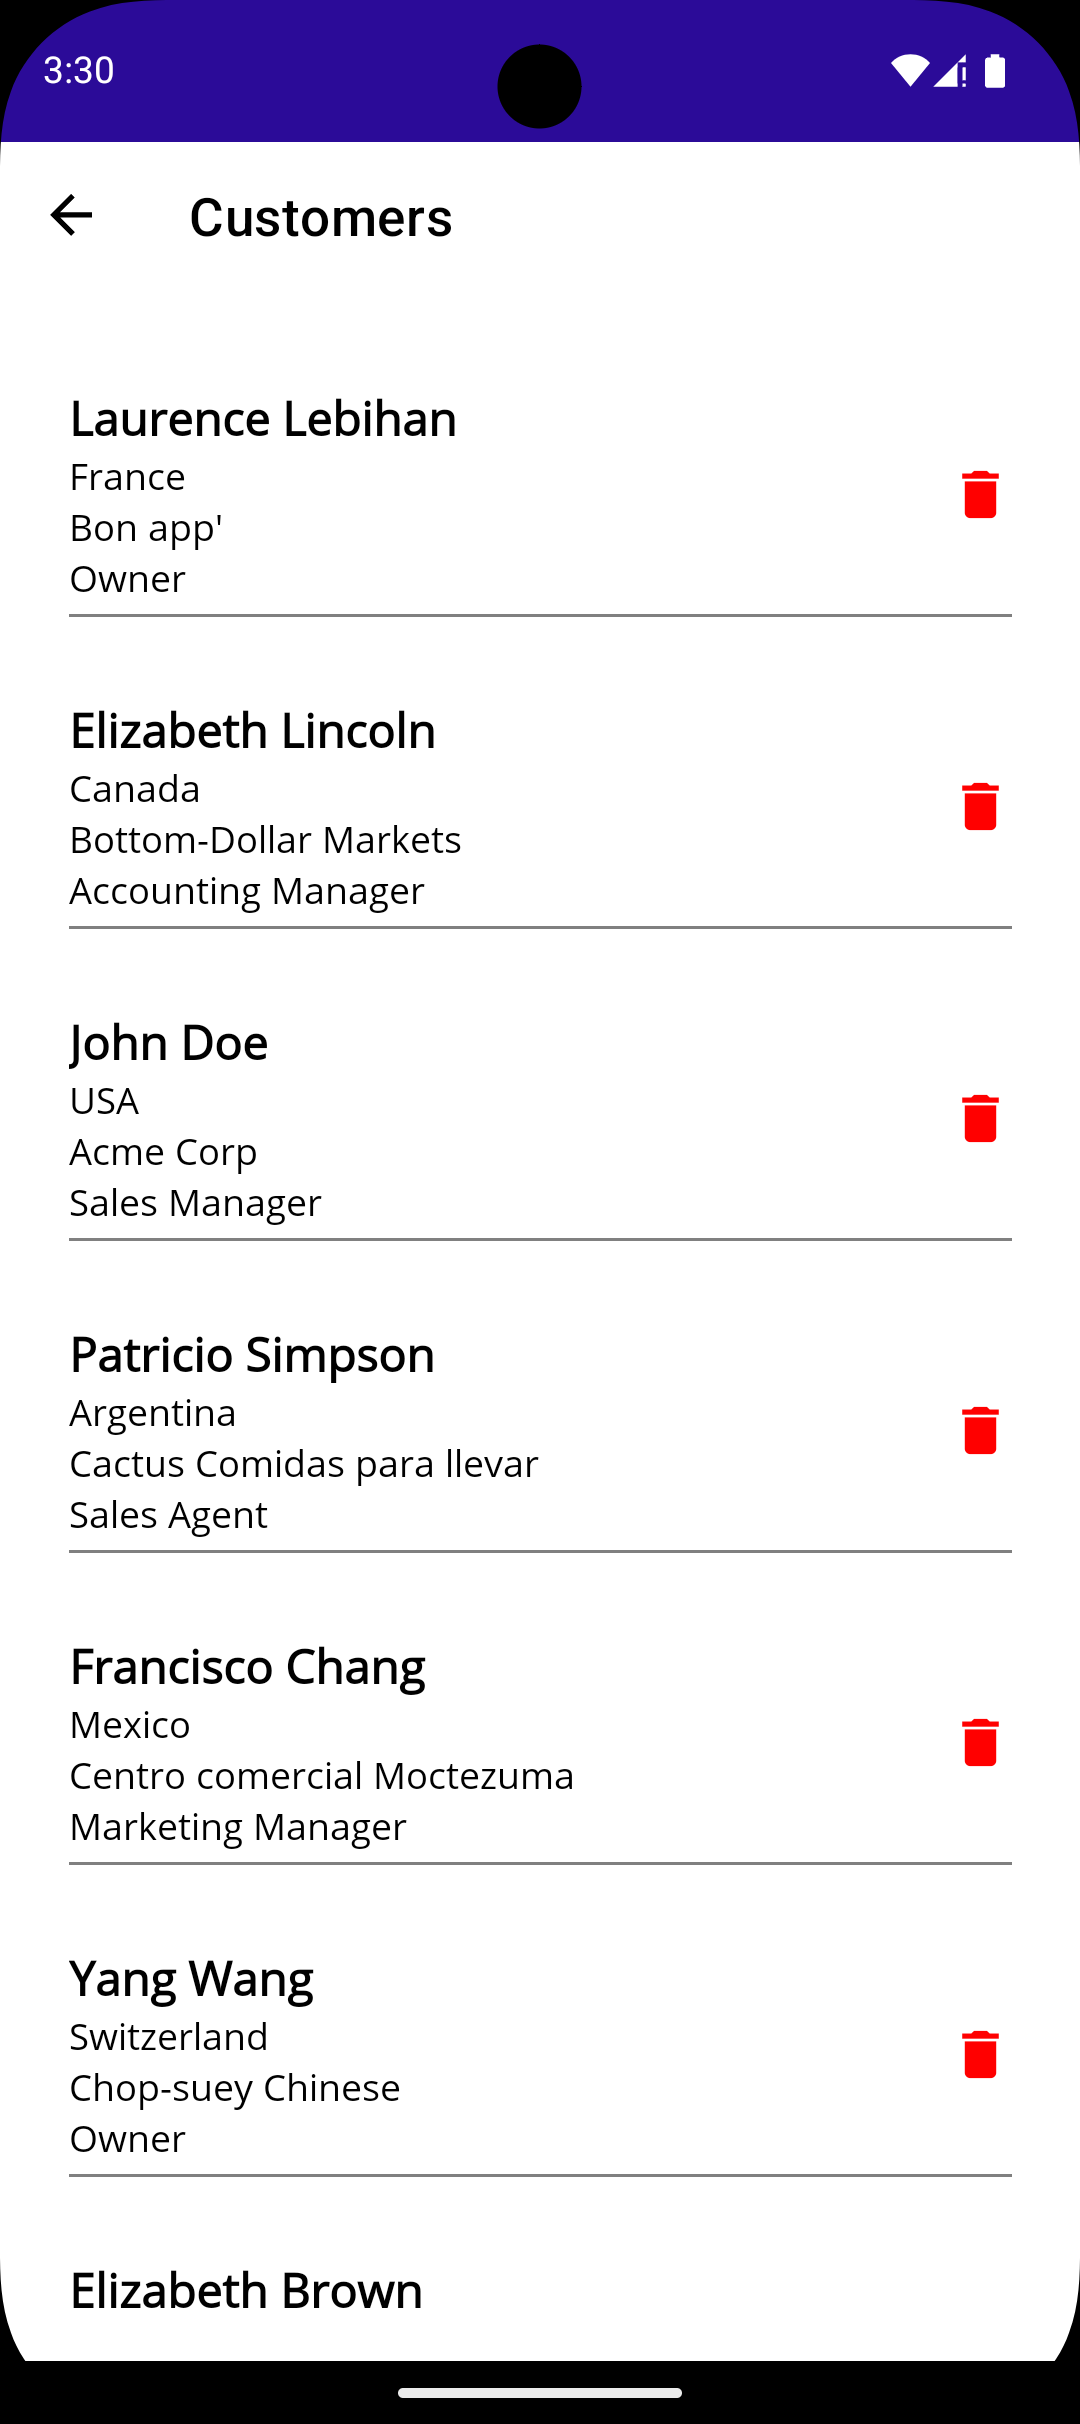 3:30
Customers
Laurence Lebihan
France
Bon app'
Owner
Elizabeth Lincoln
Canada
Bottom-Dollar Markets
Accounting Manager
John Doe
USA
Acme Corp
Sales Manager
Patricio Simpson
Argentina
Cactus Comidas para llevar
Sales Agent
Francisco Chang
Mexico
Centro comercial Moctezuma
Marketing Manager
Yang Wang
Switzerland
Chop-suey Chinese
Owner
Elizabeth Brown